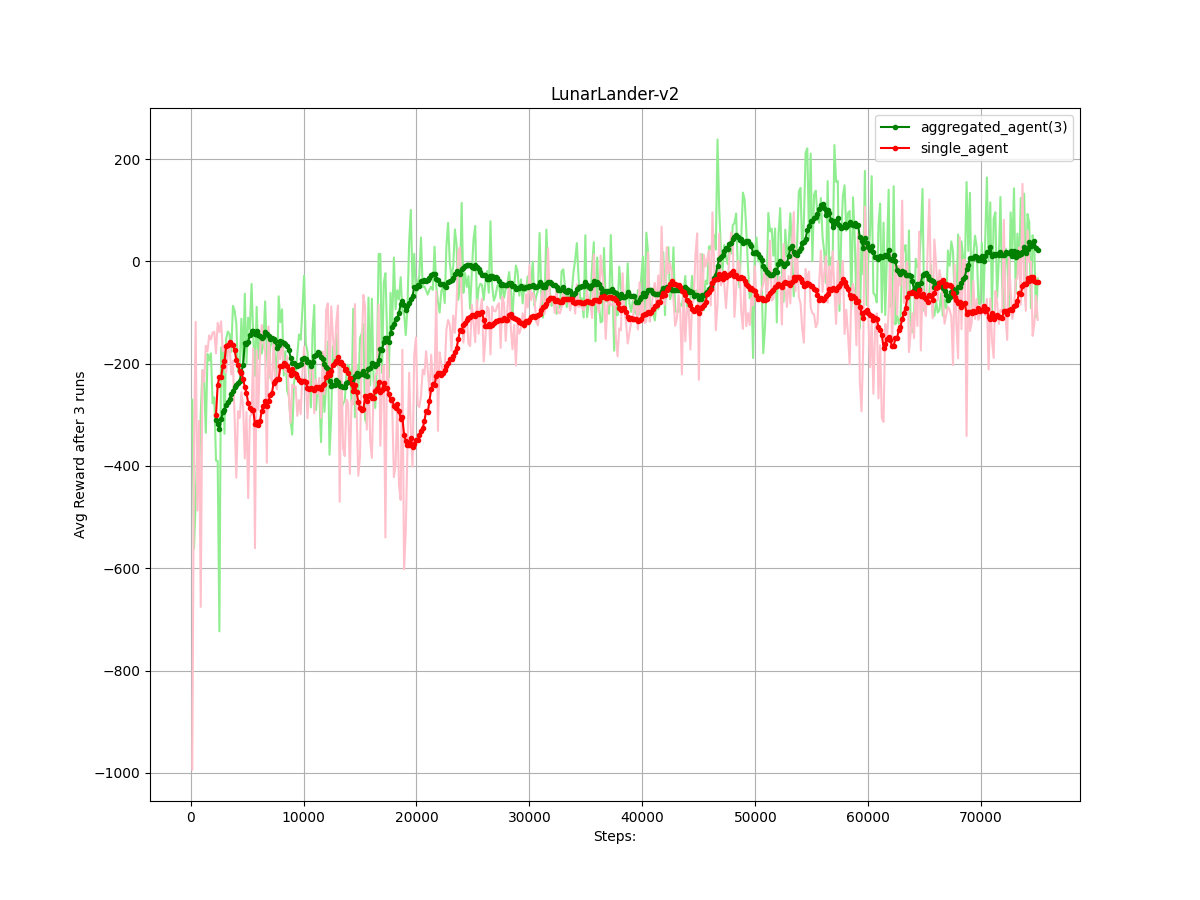 LunarLander-v2
aggregated_agent(3)
single_agent
Avg Reward after 3 runs
200
0
−200
−400
−600
−800
−1000
0 10000 20000 30000 40000 50000 60000 70000
Steps: